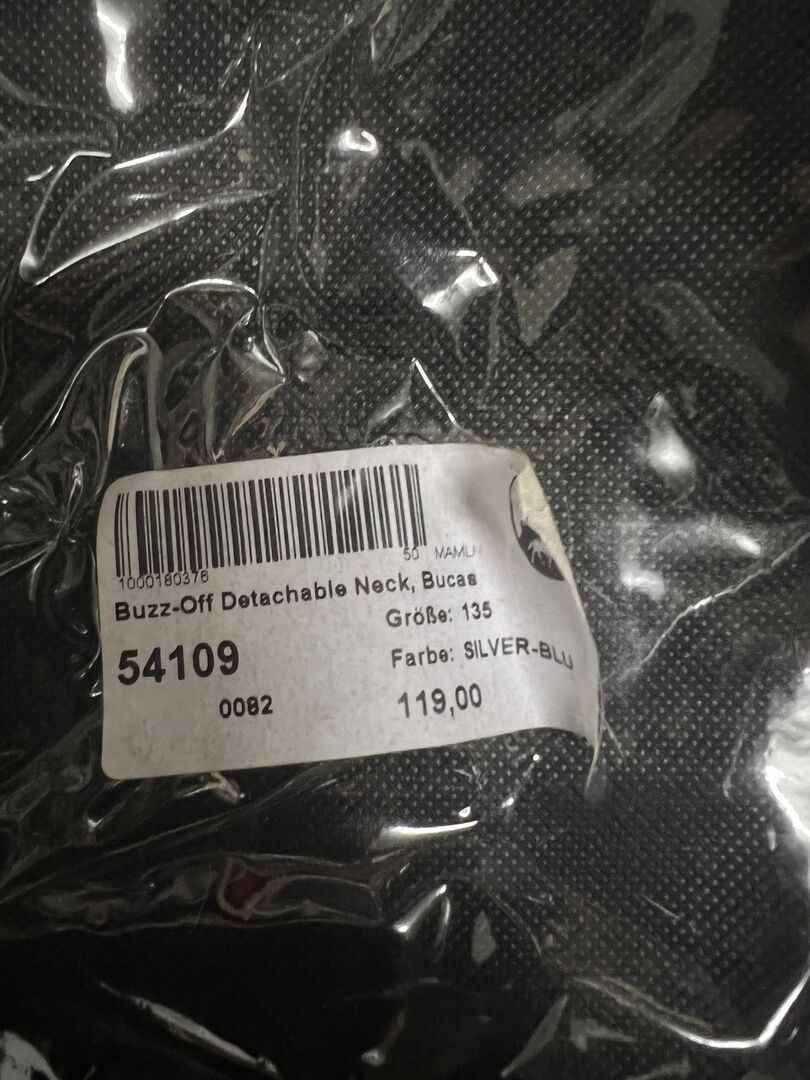 50 MAMU
1000180376
Buzz-Off Detachable Neck, Bucas
Größe: 135
54109
Farbe: SILVER-BLU
0082
119,00